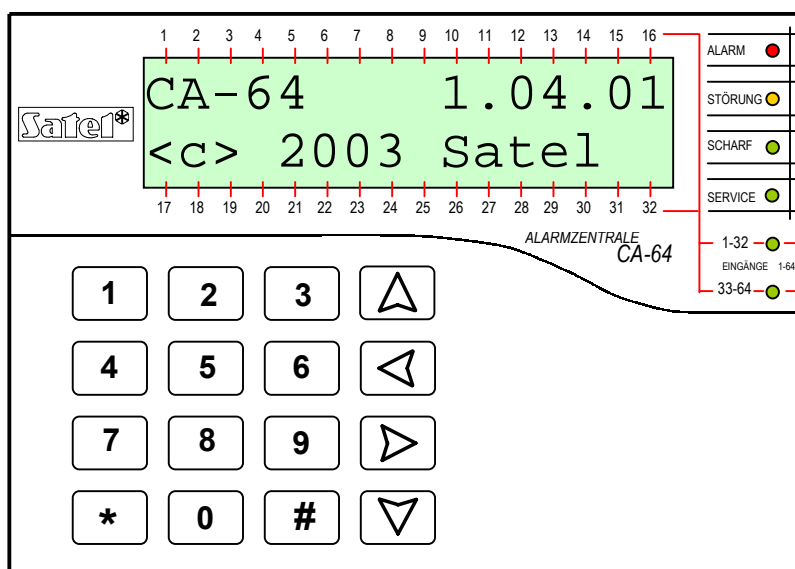 1 2 3 4 5 6 7 8 9 10 11 12 13 14 15 16
CA-64 1.04.01
<c> 2003 Satel
17 18 19 20 21 22 23 24 25 26 27 28 29 30 31 32
Satel
ALARM
STÖRUNG
SCHARF
SERVICE
ALARMZENTRALE
CA-64
1-32
EINGÄNGE 1-64
33-64
1 2 3
4 5 6
7 8 9
* 0 #